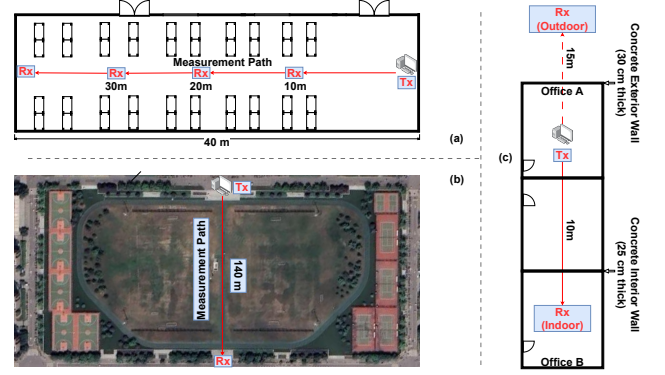 Measurement Path
Rx
Rx
Rx
Rx
Tx
30m
20m
10m
40 m
(a)
(b)
Tx
Measurement Path
140 m
Rx
(c)
Rx
(Outdoor)
15m
Office A
Tx
10m
Rx
(Indoor)
Office B
Concrete Exterior Wall
(30 cm thick)
Concrete Interior Wall
(25 cm thick)